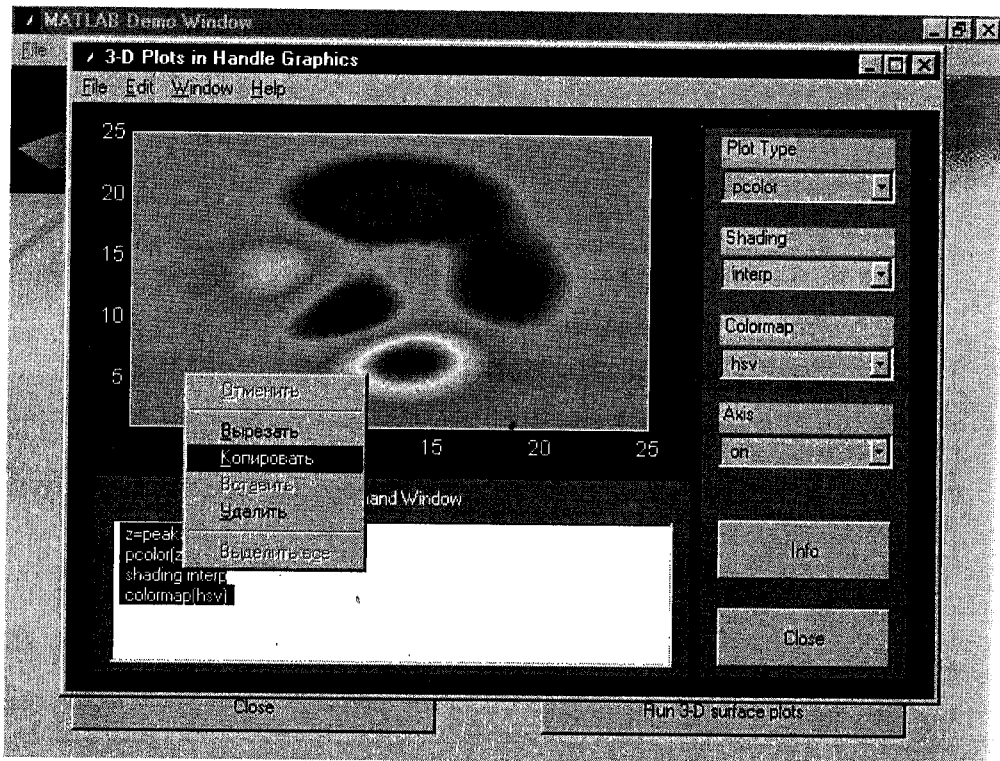 MATLAB Demo Window
File
3-D Plots in Handle Graphics
File Edit Window Help
25
20
15
10
5
15 20 25
Plot Type
pcolor
Shading
interp
Colormap
hsv
Axis
on
Отменить
Вырезать
Копировать
Вставить
Удалить
Выделить все
mand Window
z=peak
pcolor(z
shading interp
colormap(hsv)
Info
Close
Close
Run 3-D surface plots